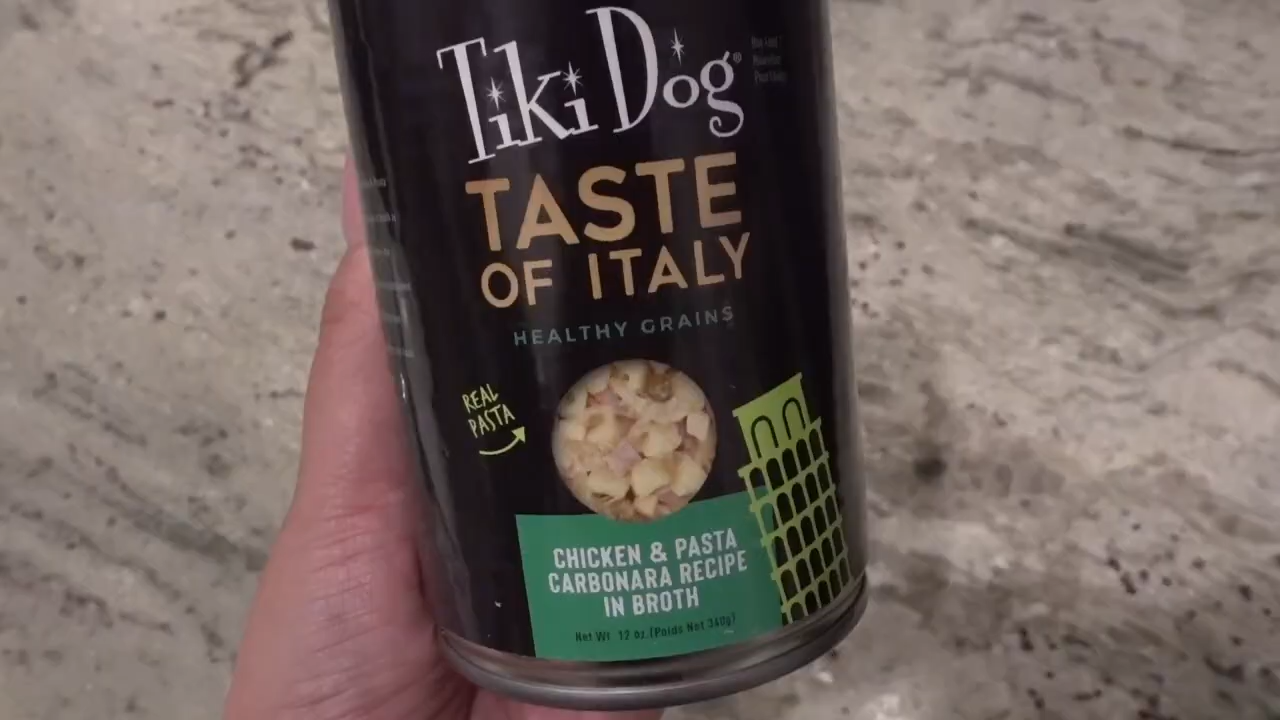 Tiki Dog®
TASTE
OF ITALY
HEALTHY GRAINS
REAL
PASTA
CHICKEN & PASTA
CARBONARA RECIPE
IN BROTH
Net Wt 12 oz. (Poids Net 340g)